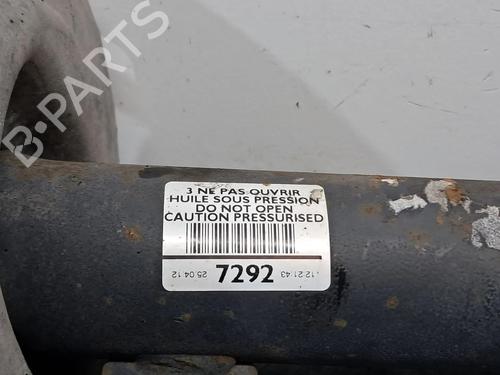 B-PARTS
3 NE PAS OUVRIR
HUILE SOUS PRESSION
DO NOT OPEN
CAUTION PRESSURISED
25.04.12
7292
12:21:43
B-PARTS